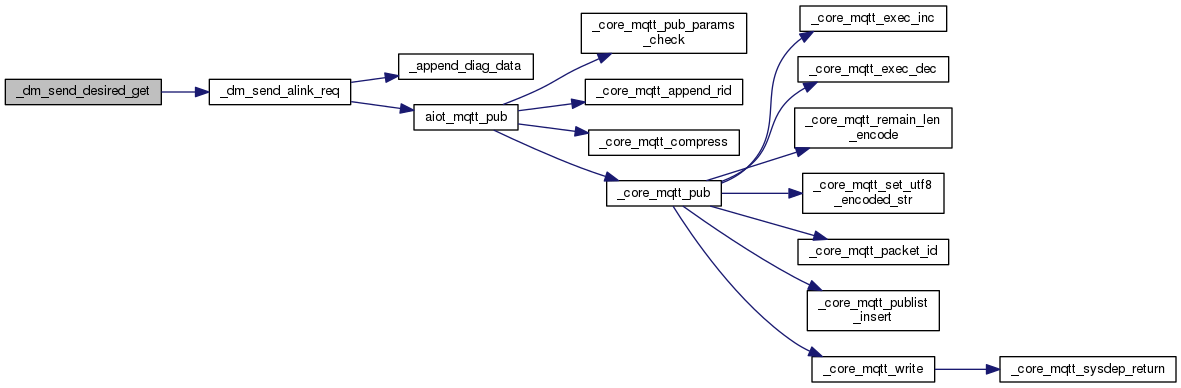 _dm_send_desired_get
_dm_send_alink_req
_append_diag_data
aiot_mqtt_pub
_core_mqtt_pub_params
_check
_core_mqtt_append_rid
_core_mqtt_compress
_core_mqtt_pub
_core_mqtt_exec_inc
_core_mqtt_exec_dec
_core_mqtt_remain_len
_encode
_core_mqtt_set_utf8
_encoded_str
_core_mqtt_packet_id
_core_mqtt_publist
_insert
_core_mqtt_write
_core_mqtt_sysdep_return